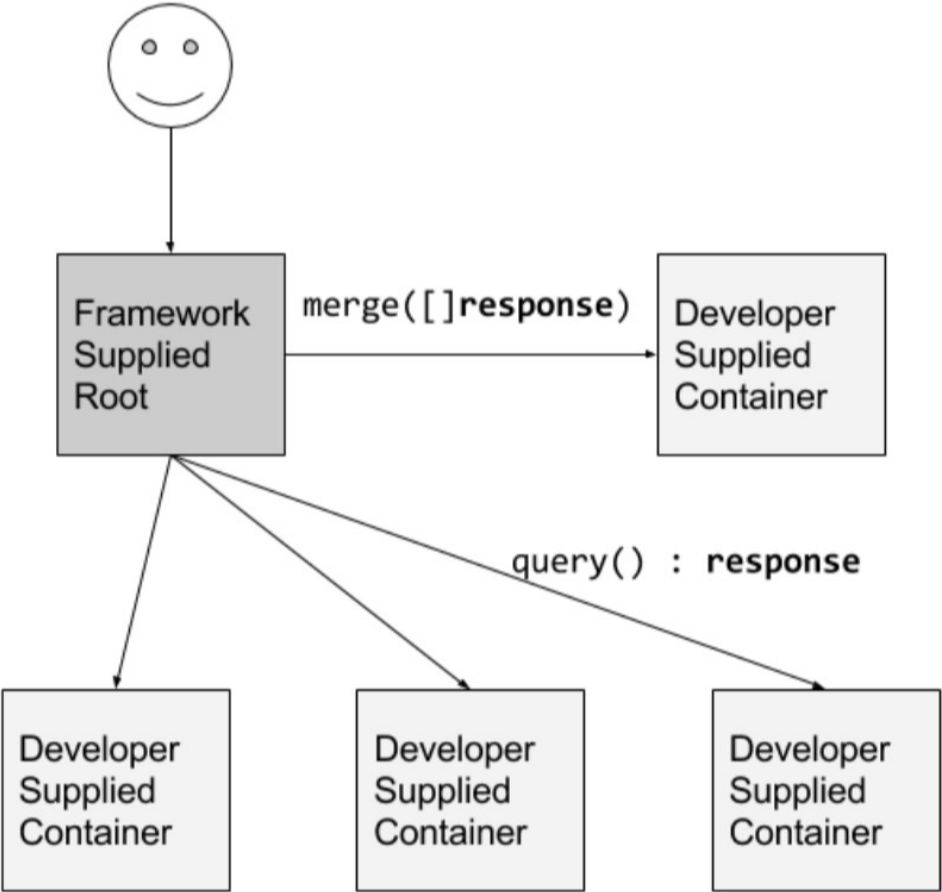 Framework
Supplied
Root
merge([]response)
Developer
Supplied
Container
query() : response
Developer
Supplied
Container
Developer
Supplied
Container
Developer
Supplied
Container